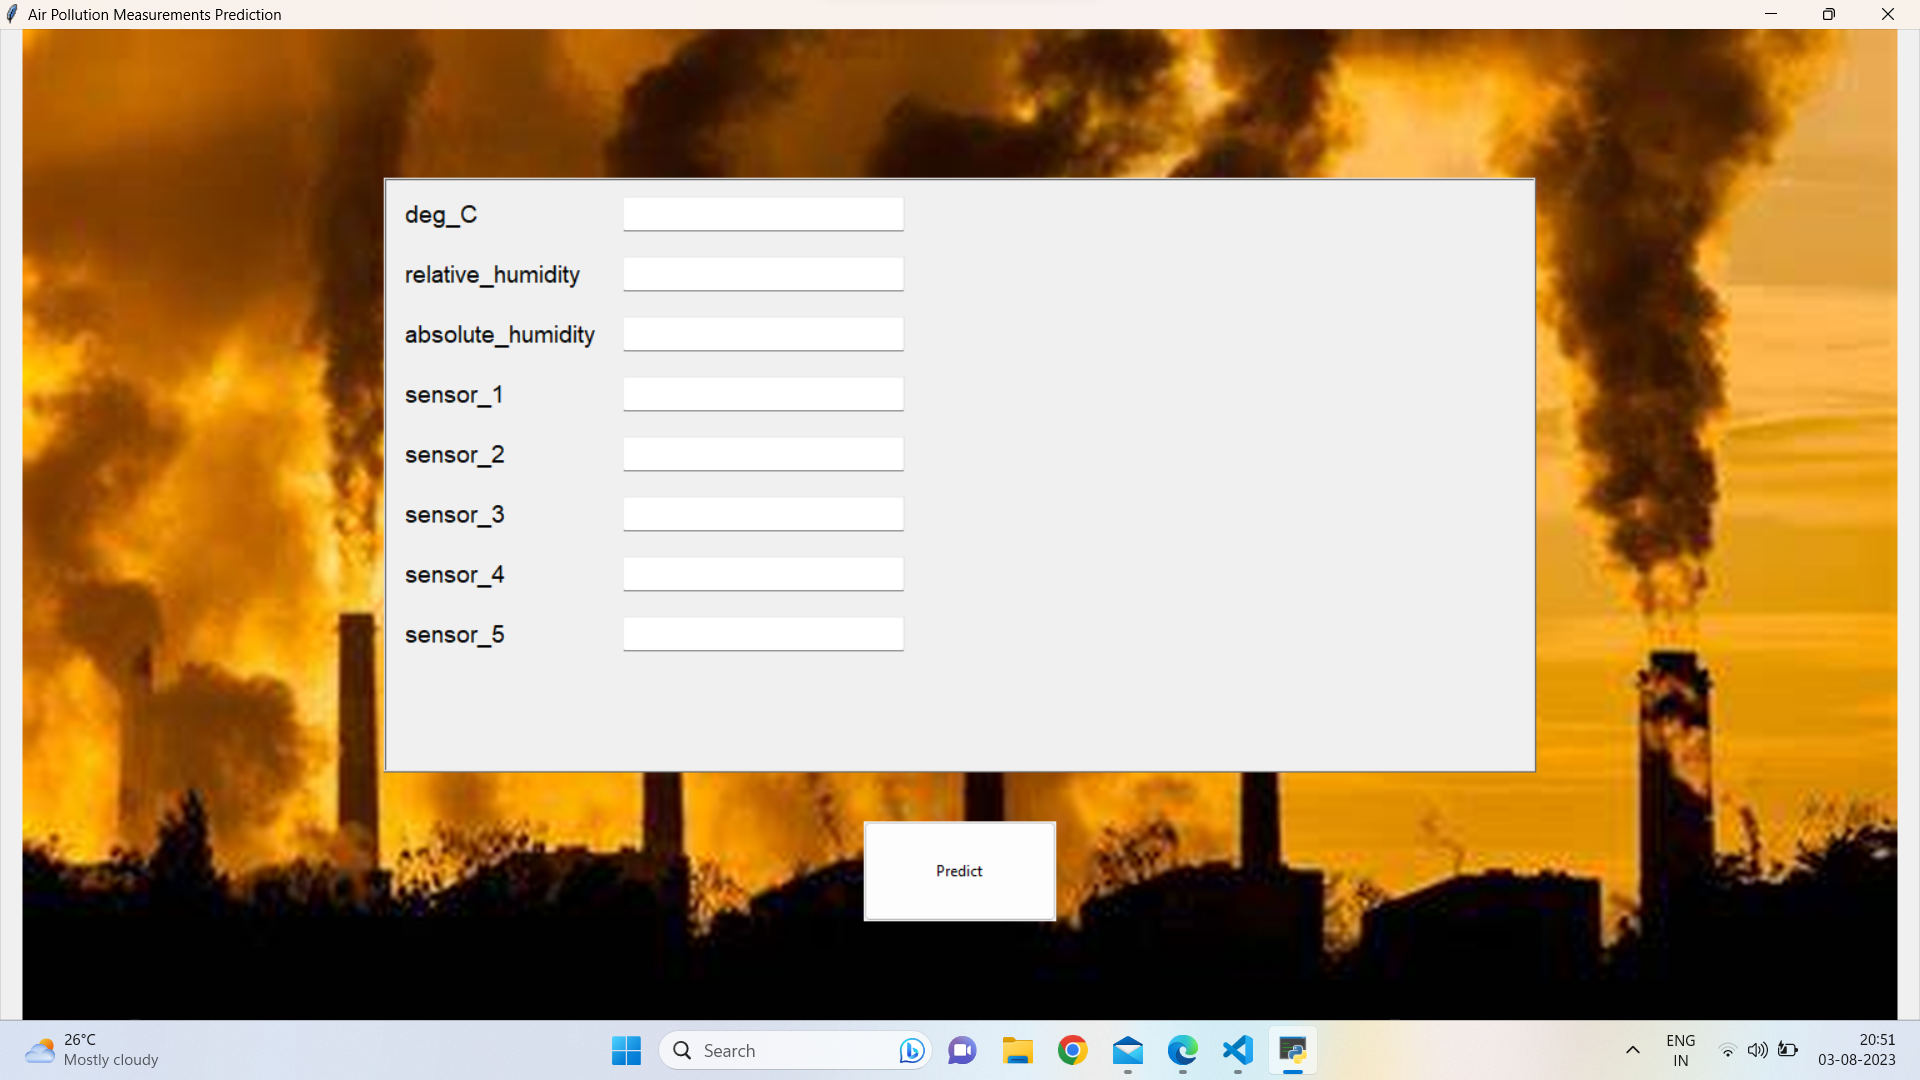 Air Pollution Measurements Prediction
deg_C
relative_humidity
absolute_humidity
sensor_1
sensor_2
sensor_3
sensor_4
sensor_5
Predict
26°C
Mostly cloudy
Search
ENG
IN
20:51
03-08-2023